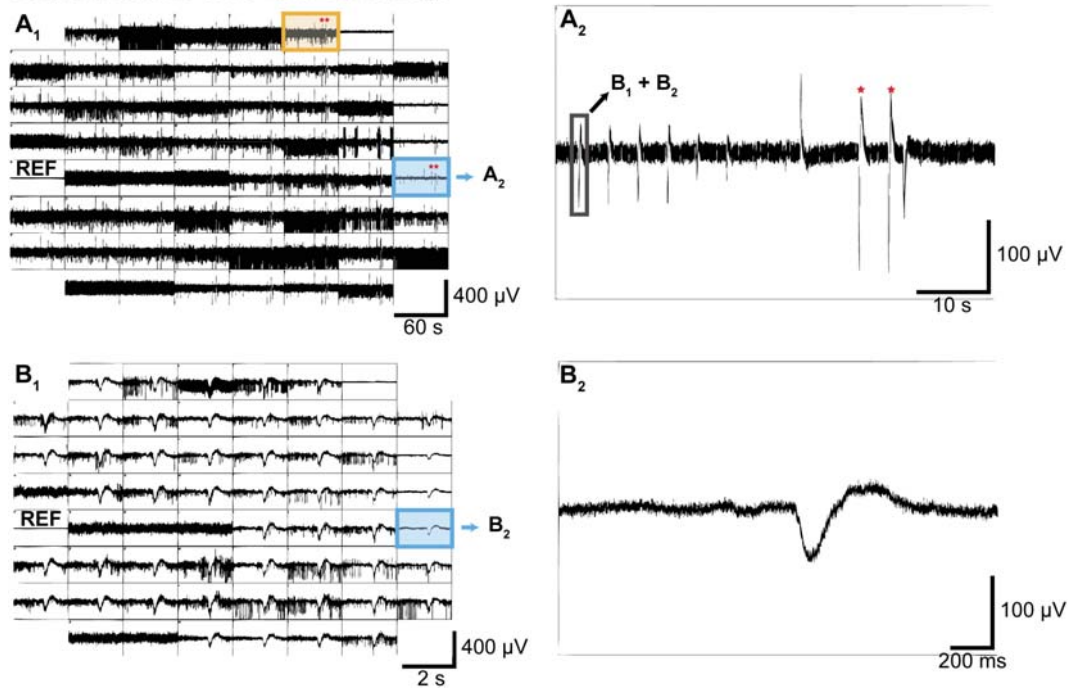 A1
**
REF
**
A2
400 µV
60 s
A2
B1 + B2
★ ★
100 µV
10 s
B1
REF
B2
400 µV
2 s
B2
100 µV
200 ms